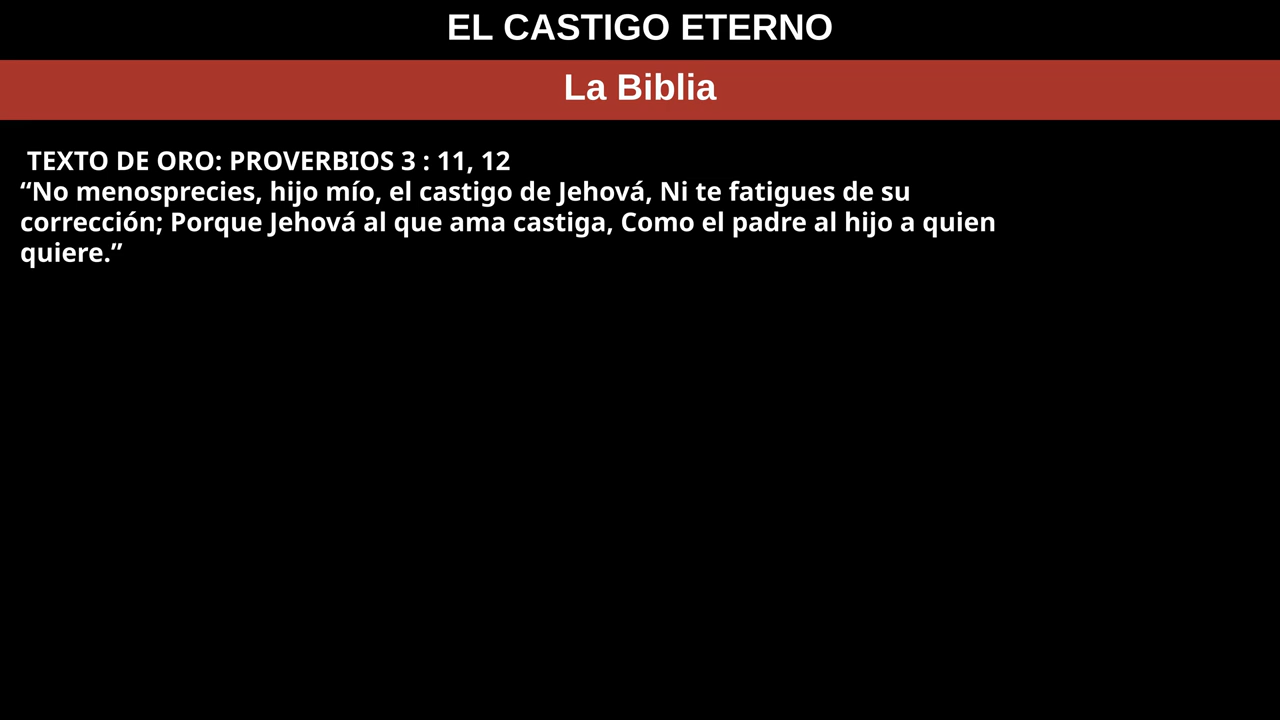 EL CASTIGO ETERNO
La Biblia
TEXTO DE ORO: PROVERBIOS 3 : 11, 12
“No menosprecies, hijo mío, el castigo de Jehová, Ni te fatigues de su
corrección; Porque Jehová al que ama castiga, Como el padre al hijo a quien
quiere.”